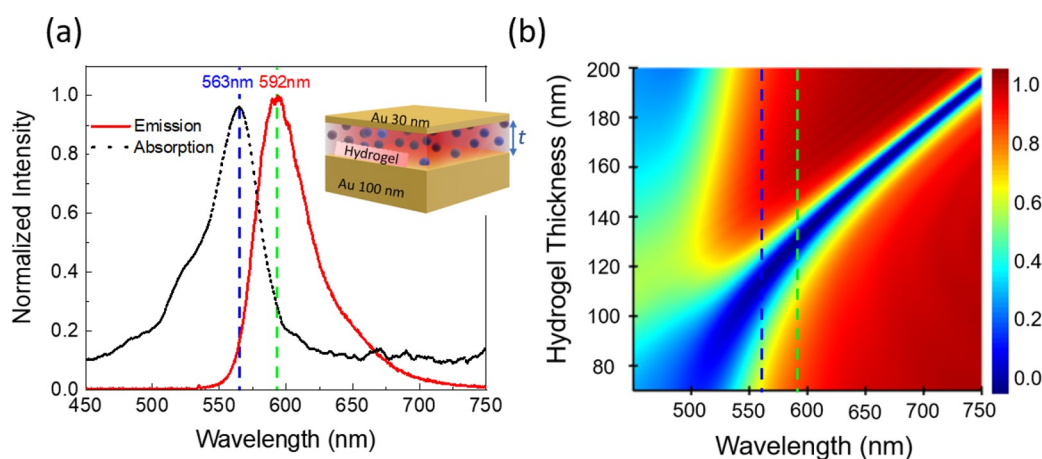 (a)
563nm 592nm
Normalized Intensity
1.0
0.8
0.6
0.4
0.2
0.0
Emission
Absorption
Au 30 nm
t
Hydrogel
Au 100 nm
450 500 550 600 650 700 750
Wavelength (nm)
(b)
Hydrogel Thickness (nm)
200
180
160
140
120
100
80
500 550 600 650 700 750
Wavelength (nm)
1.0
0.8
0.6
0.4
0.2
0.0